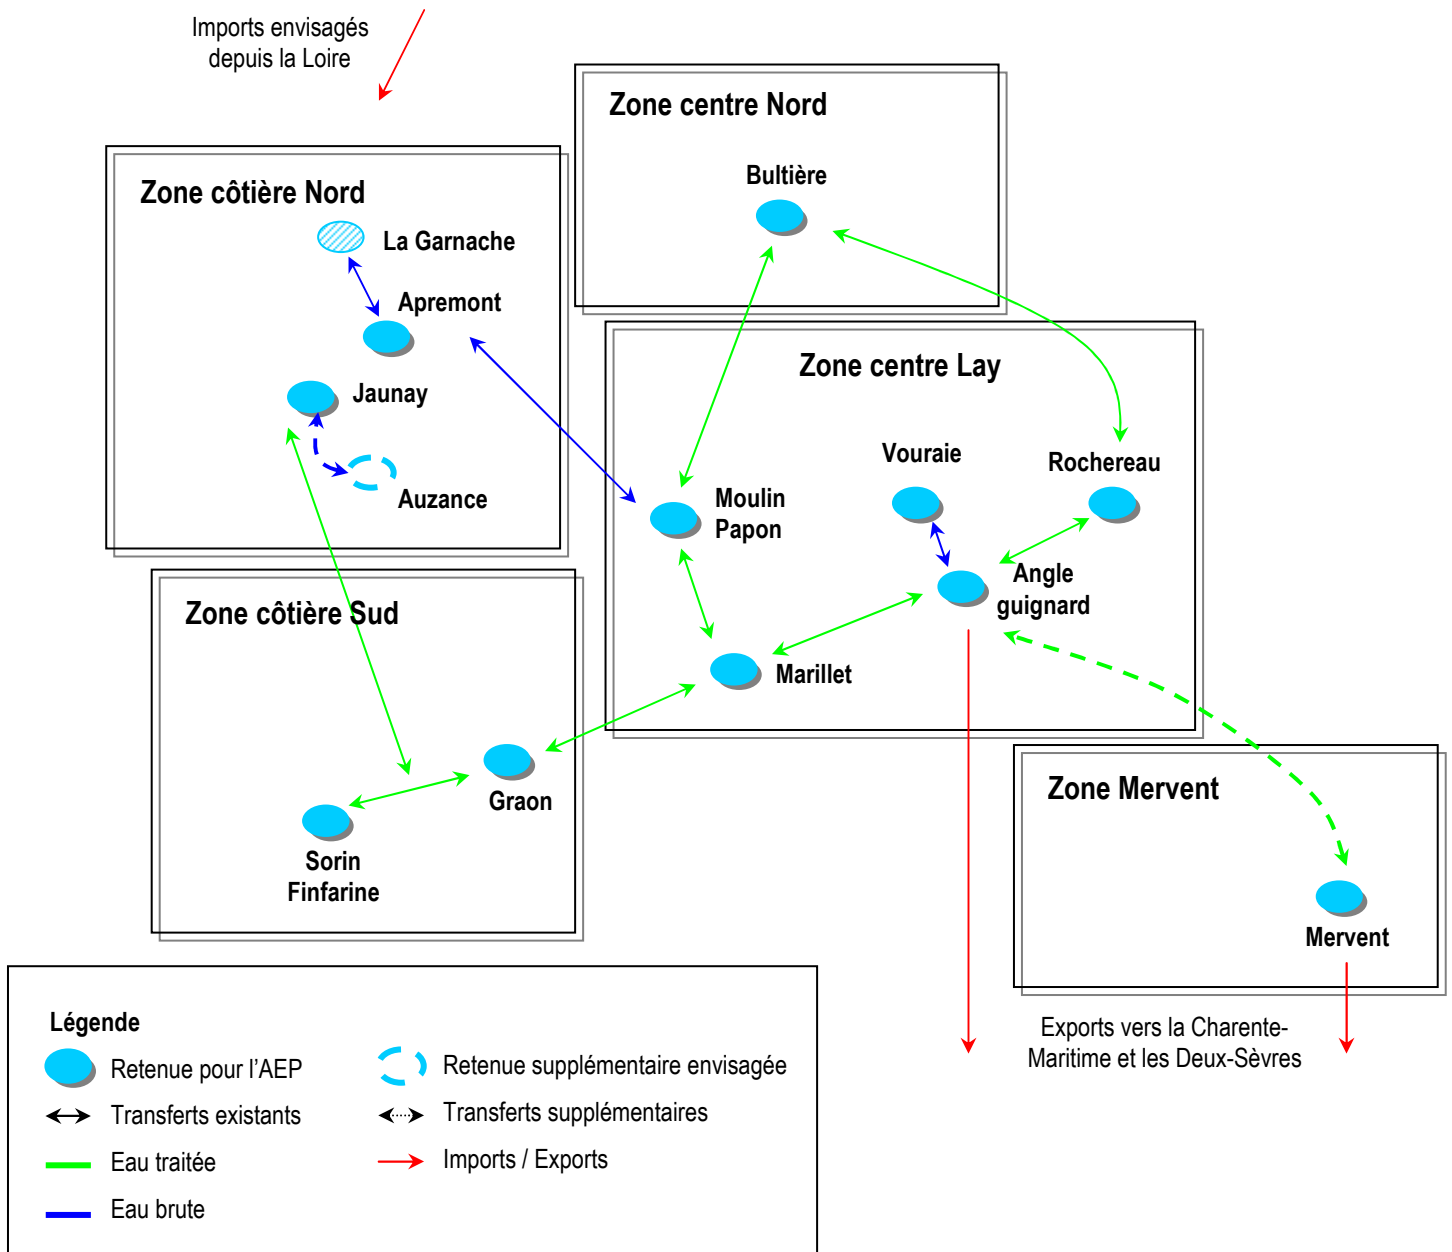 Imports envisagés
depuis la Loire
Zone centre Nord
Bultière
Zone côtière Nord
La Garnache
Apremont
Jaunay
Auzance
Zone centre Lay
Vouraie
Rochereau
Moulin
Papon
Angle
guignard
Marillet
Zone côtière Sud
Graon
Sorin
Finfarine
Zone Mervent
Mervent
Exports vers la Charente-
Maritime et les Deux-Sèvres
Légende
Retenue pour l’AEP
Retenue supplémentaire envisagée
Transferts existants
Transferts supplémentaires
Eau traitée
Imports / Exports
Eau brute